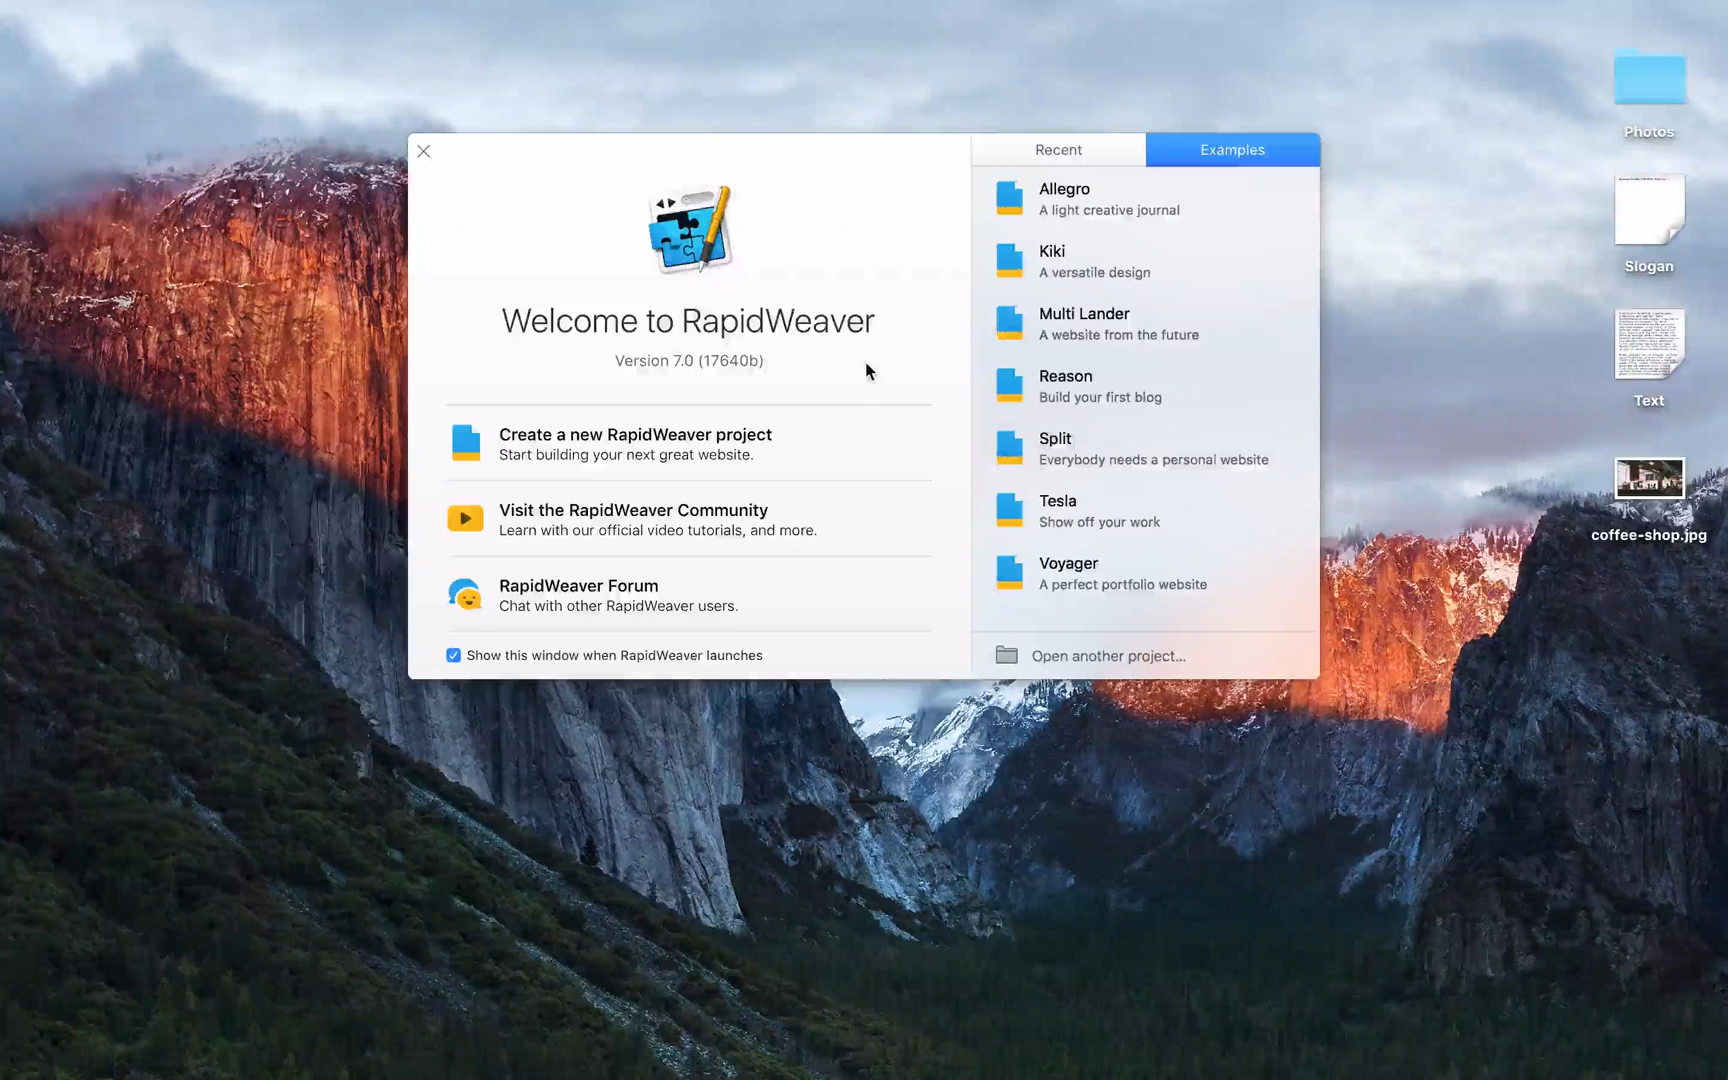 Welcome to RapidWeaver
Version 7.0 (17640b)
Create a new RapidWeaver project
Start building your next great website.
Visit the RapidWeaver Community
Learn with our official video tutorials, and more.
RapidWeaver Forum
Chat with other RapidWeaver users.
Show this window when RapidWeaver launches
Recent
Examples
Allegro
A light creative journal
Kiki
A versatile design
Multi Lander
A website from the future
Reason
Build your first blog
Split
Everybody needs a personal website
Tesla
Show off your work
Voyager
A perfect portfolio website
Open another project...
Photos
Slogan
Text
coffee-shop.jpg